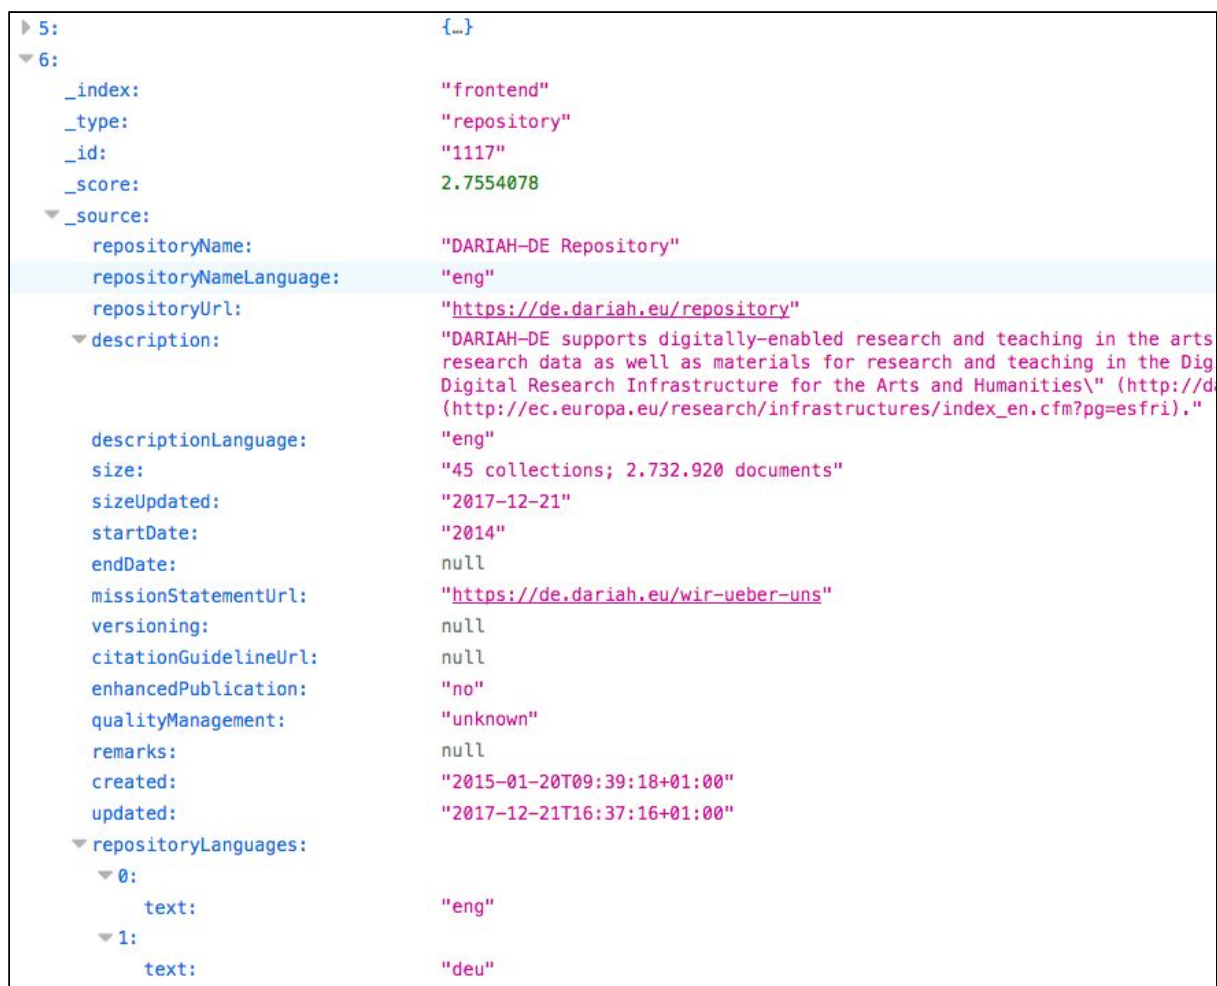 5: {…}
6:
_index: "frontend"
_type: "repository"
_id: "1117"
_score: 2.7554078
_source:
repositoryName: "DARIAH-DE Repository"
repositoryNameLanguage: "eng"
repositoryUrl: "https://de.dariah.eu/repository"
description: "DARIAH-DE supports digitally-enabled research and teaching in the arts
research data as well as materials for research and teaching in the Dig
Digital Research Infrastructure for the Arts and Humanities\" (http://d
(http://ec.europa.eu/research/infrastructures/index_en.cfm?pg=esfri)."
descriptionLanguage: "eng"
size: "45 collections; 2.732.920 documents"
sizeUpdated: "2017-12-21"
startDate: "2014"
endDate: null
missionStatementUrl: "https://de.dariah.eu/wir-ueber-uns"
versioning: null
citationGuidelineUrl: null
enhancedPublication: "no"
qualityManagement: "unknown"
remarks: null
created: "2015-01-20T09:39:18+01:00"
updated: "2017-12-21T16:37:16+01:00"
repositoryLanguages:
0:
text: "eng"
1:
text: "deu"